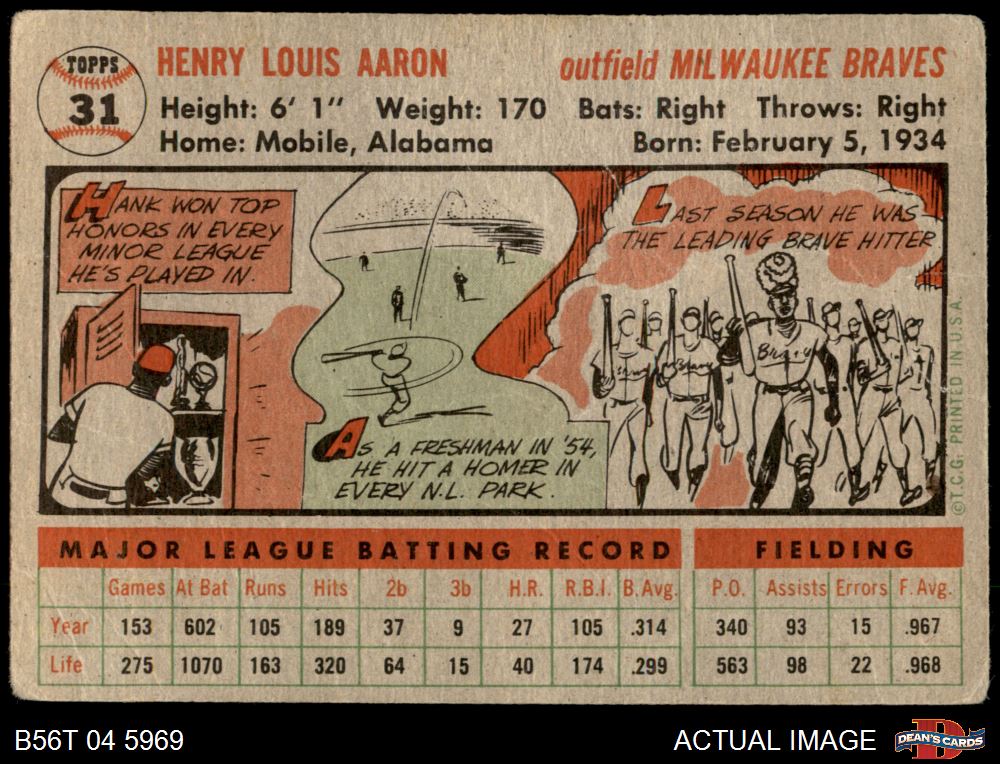 TOPPS
31
HENRY LOUIS AARON outfield MILWAUKEE BRAVES
Height: 6' 1" Weight: 170 Bats: Right Throws: Right
Home: Mobile, Alabama Born: February 5, 1934
HANK WON TOP
HONORS IN EVERY
MINOR LEAGUE
HE'S PLAYED IN.
AS A FRESHMAN IN '54,
HE HIT A HOMER IN
EVERY N.L. PARK.
LAST SEASON HE WAS
THE LEADING BRAVE HITTER
Braves
© T.C.G. PRINTED IN U.S.A.
MAJOR LEAGUE BATTING RECORD FIELDING
Games At Bat Runs Hits 2b 3b H.R. R.B.I. B.Avg. P.O. Assists Errors F.Avg.
Year 153 602 105 189 37 9 27 105 .314 340 93 15 .967
Life 275 1070 163 320 64 15 40 174 .299 563 98 22 .968
B56T 04 5969 ACTUAL IMAGE DEAN'S CARDS